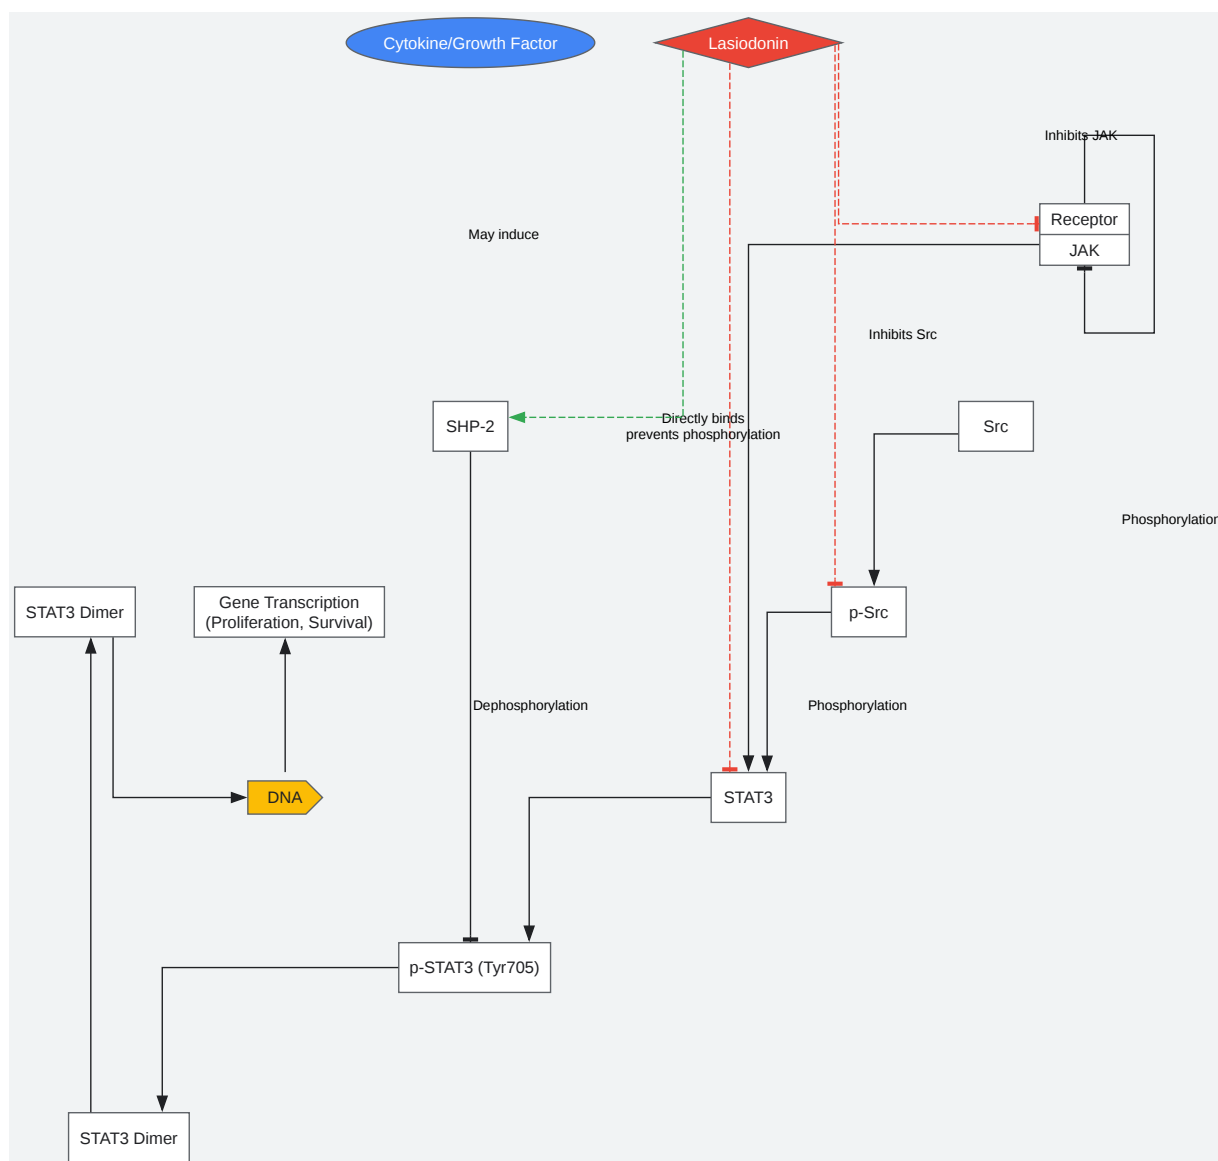 Cytokine/Growth Factor
Lasiodonin
Inhibits JAK
Receptor
JAK
May induce
Inhibits Src
SHP-2
Directly binds
prevents phosphorylation
Src
Phosphorylation
STAT3 Dimer
Gene Transcription
(Proliferation, Survival)
p-Src
Dephosphorylation
Phosphorylation
DNA
STAT3
p-STAT3 (Tyr705)
STAT3 Dimer